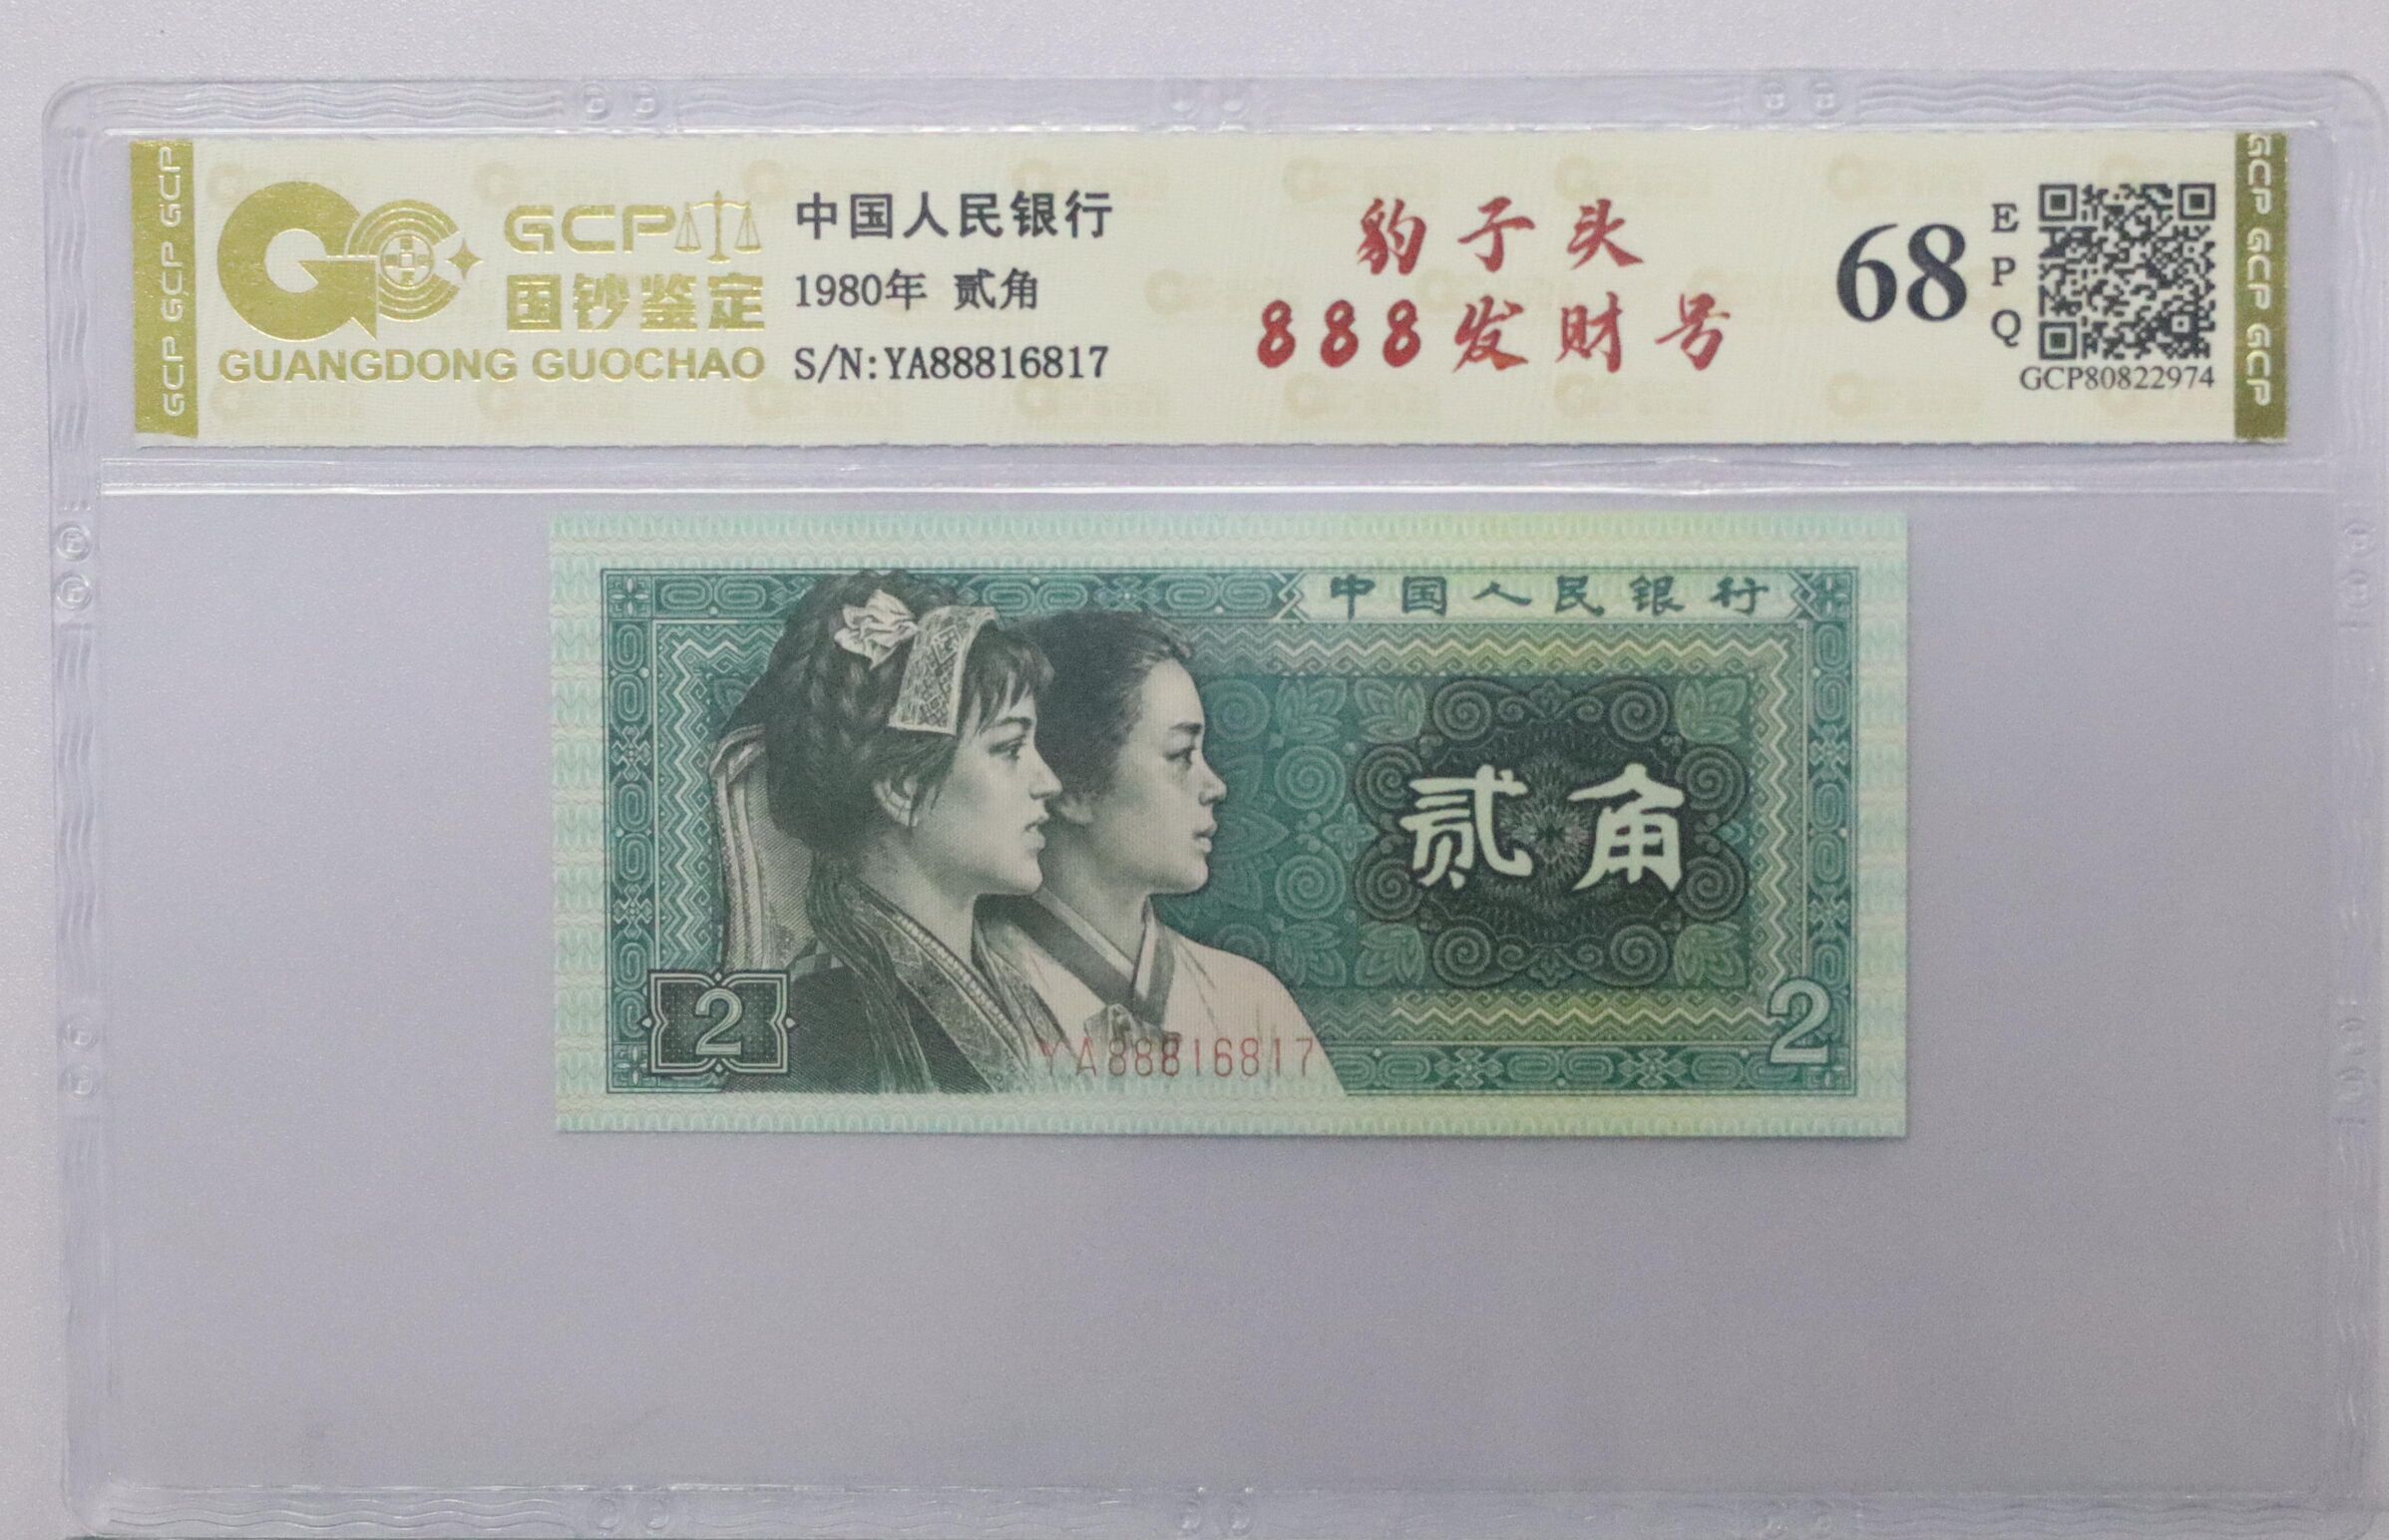 GCP GCP GCP
GCP
国钞鉴定
GUANGDONG GUOCHAO
中国人民银行
1980年 贰角
S/N:YA88816817
豹子头
888发财号
68
E
P
Q
GCP80822974
GCP GCP GCP
中国人民银行
贰角
2
2
YA88816817